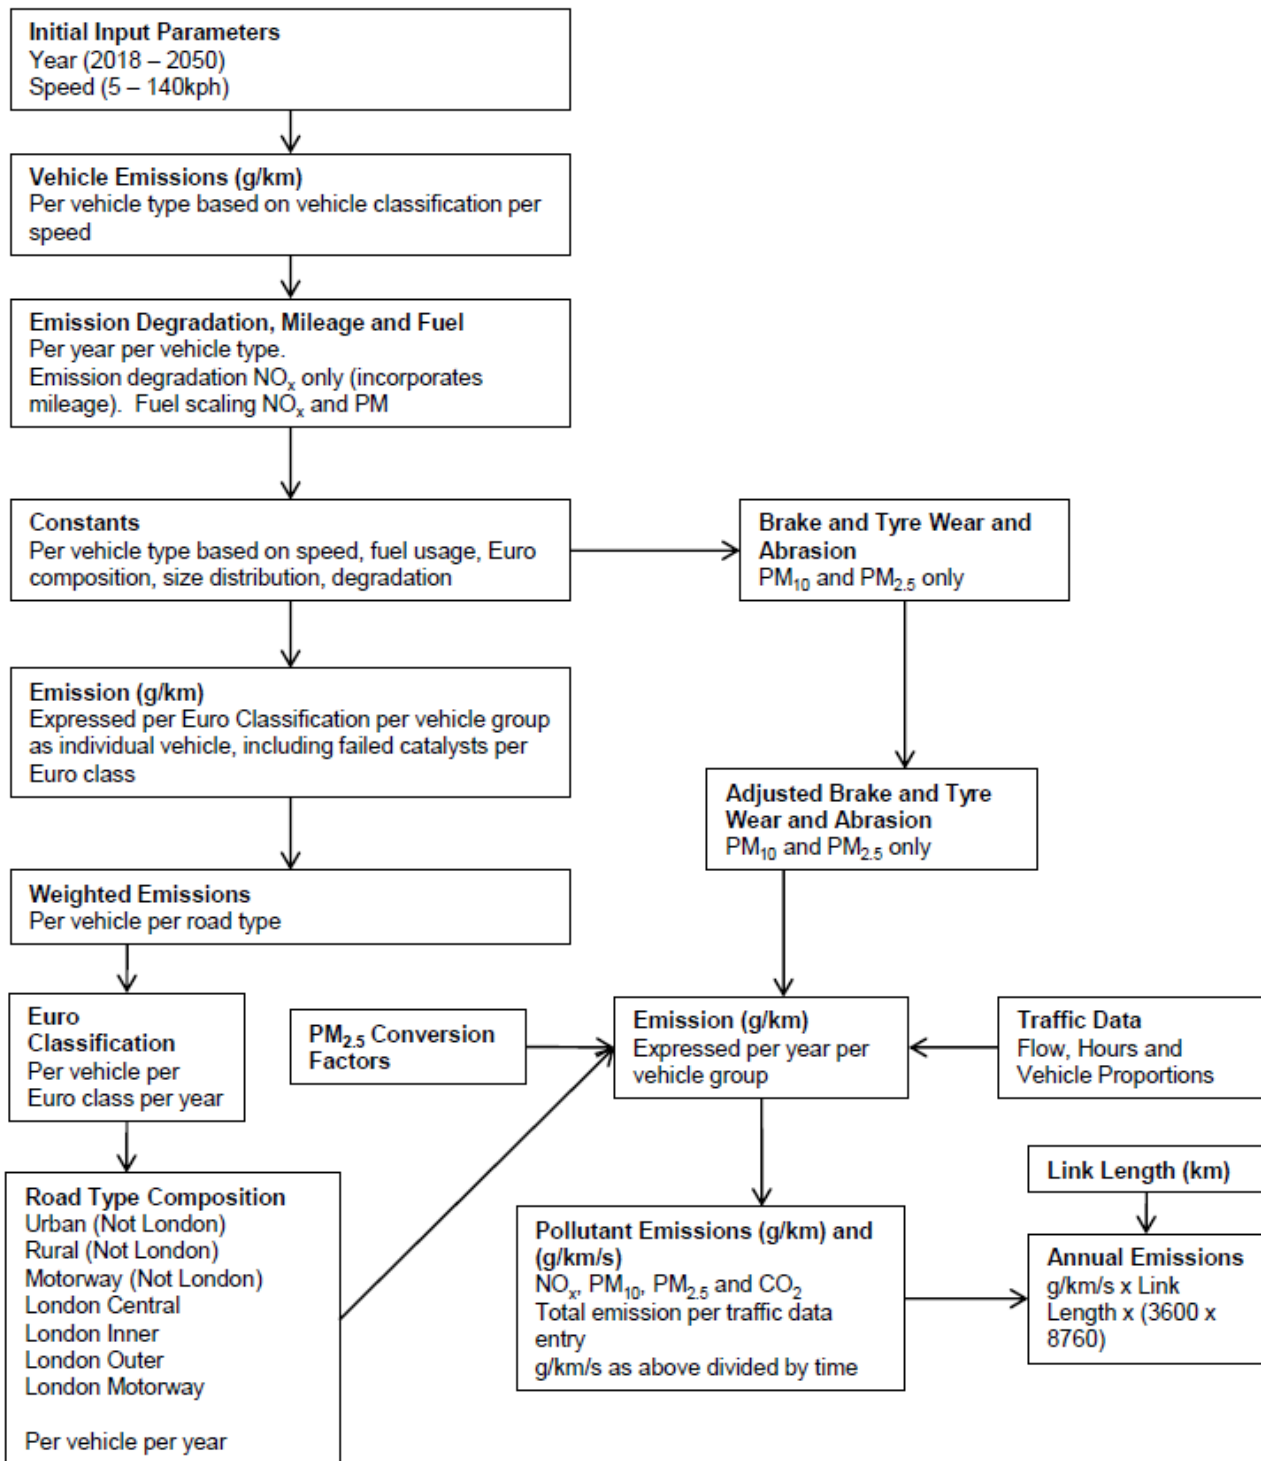 Initial Input Parameters
Year (2018 – 2050)
Speed (5 – 140kph)
Vehicle Emissions (g/km)
Per vehicle type based on vehicle classification per
speed
Emission Degradation, Mileage and Fuel
Per year per vehicle type.
Emission degradation NOx only (incorporates
mileage).  Fuel scaling NOx and PM
Constants
Per vehicle type based on speed, fuel usage, Euro
composition, size distribution, degradation
Brake and Tyre Wear and
Abrasion
PM10 and PM2.5 only
Emission (g/km)
Expressed per Euro Classification per vehicle group
as individual vehicle, including failed catalysts per
Euro class
Adjusted Brake and Tyre
Wear and Abrasion
PM10 and PM2.5 only
Weighted Emissions
Per vehicle per road type
Euro
Classification
Per vehicle per
Euro class per year
PM2.5 Conversion
Factors
Emission (g/km)
Expressed per year per
vehicle group
Traffic Data
Flow, Hours and
Vehicle Proportions
Road Type Composition
Urban (Not London)
Rural (Not London)
Motorway (Not London)
London Central
London Inner
London Outer
London Motorway
Per vehicle per year
Pollutant Emissions (g/km) and
(g/km/s)
NOx, PM10, PM2.5 and CO2
Total emission per traffic data
entry
g/km/s as above divided by time
Link Length (km)
Annual Emissions
g/km/s x Link
Length x (3600 x
8760)